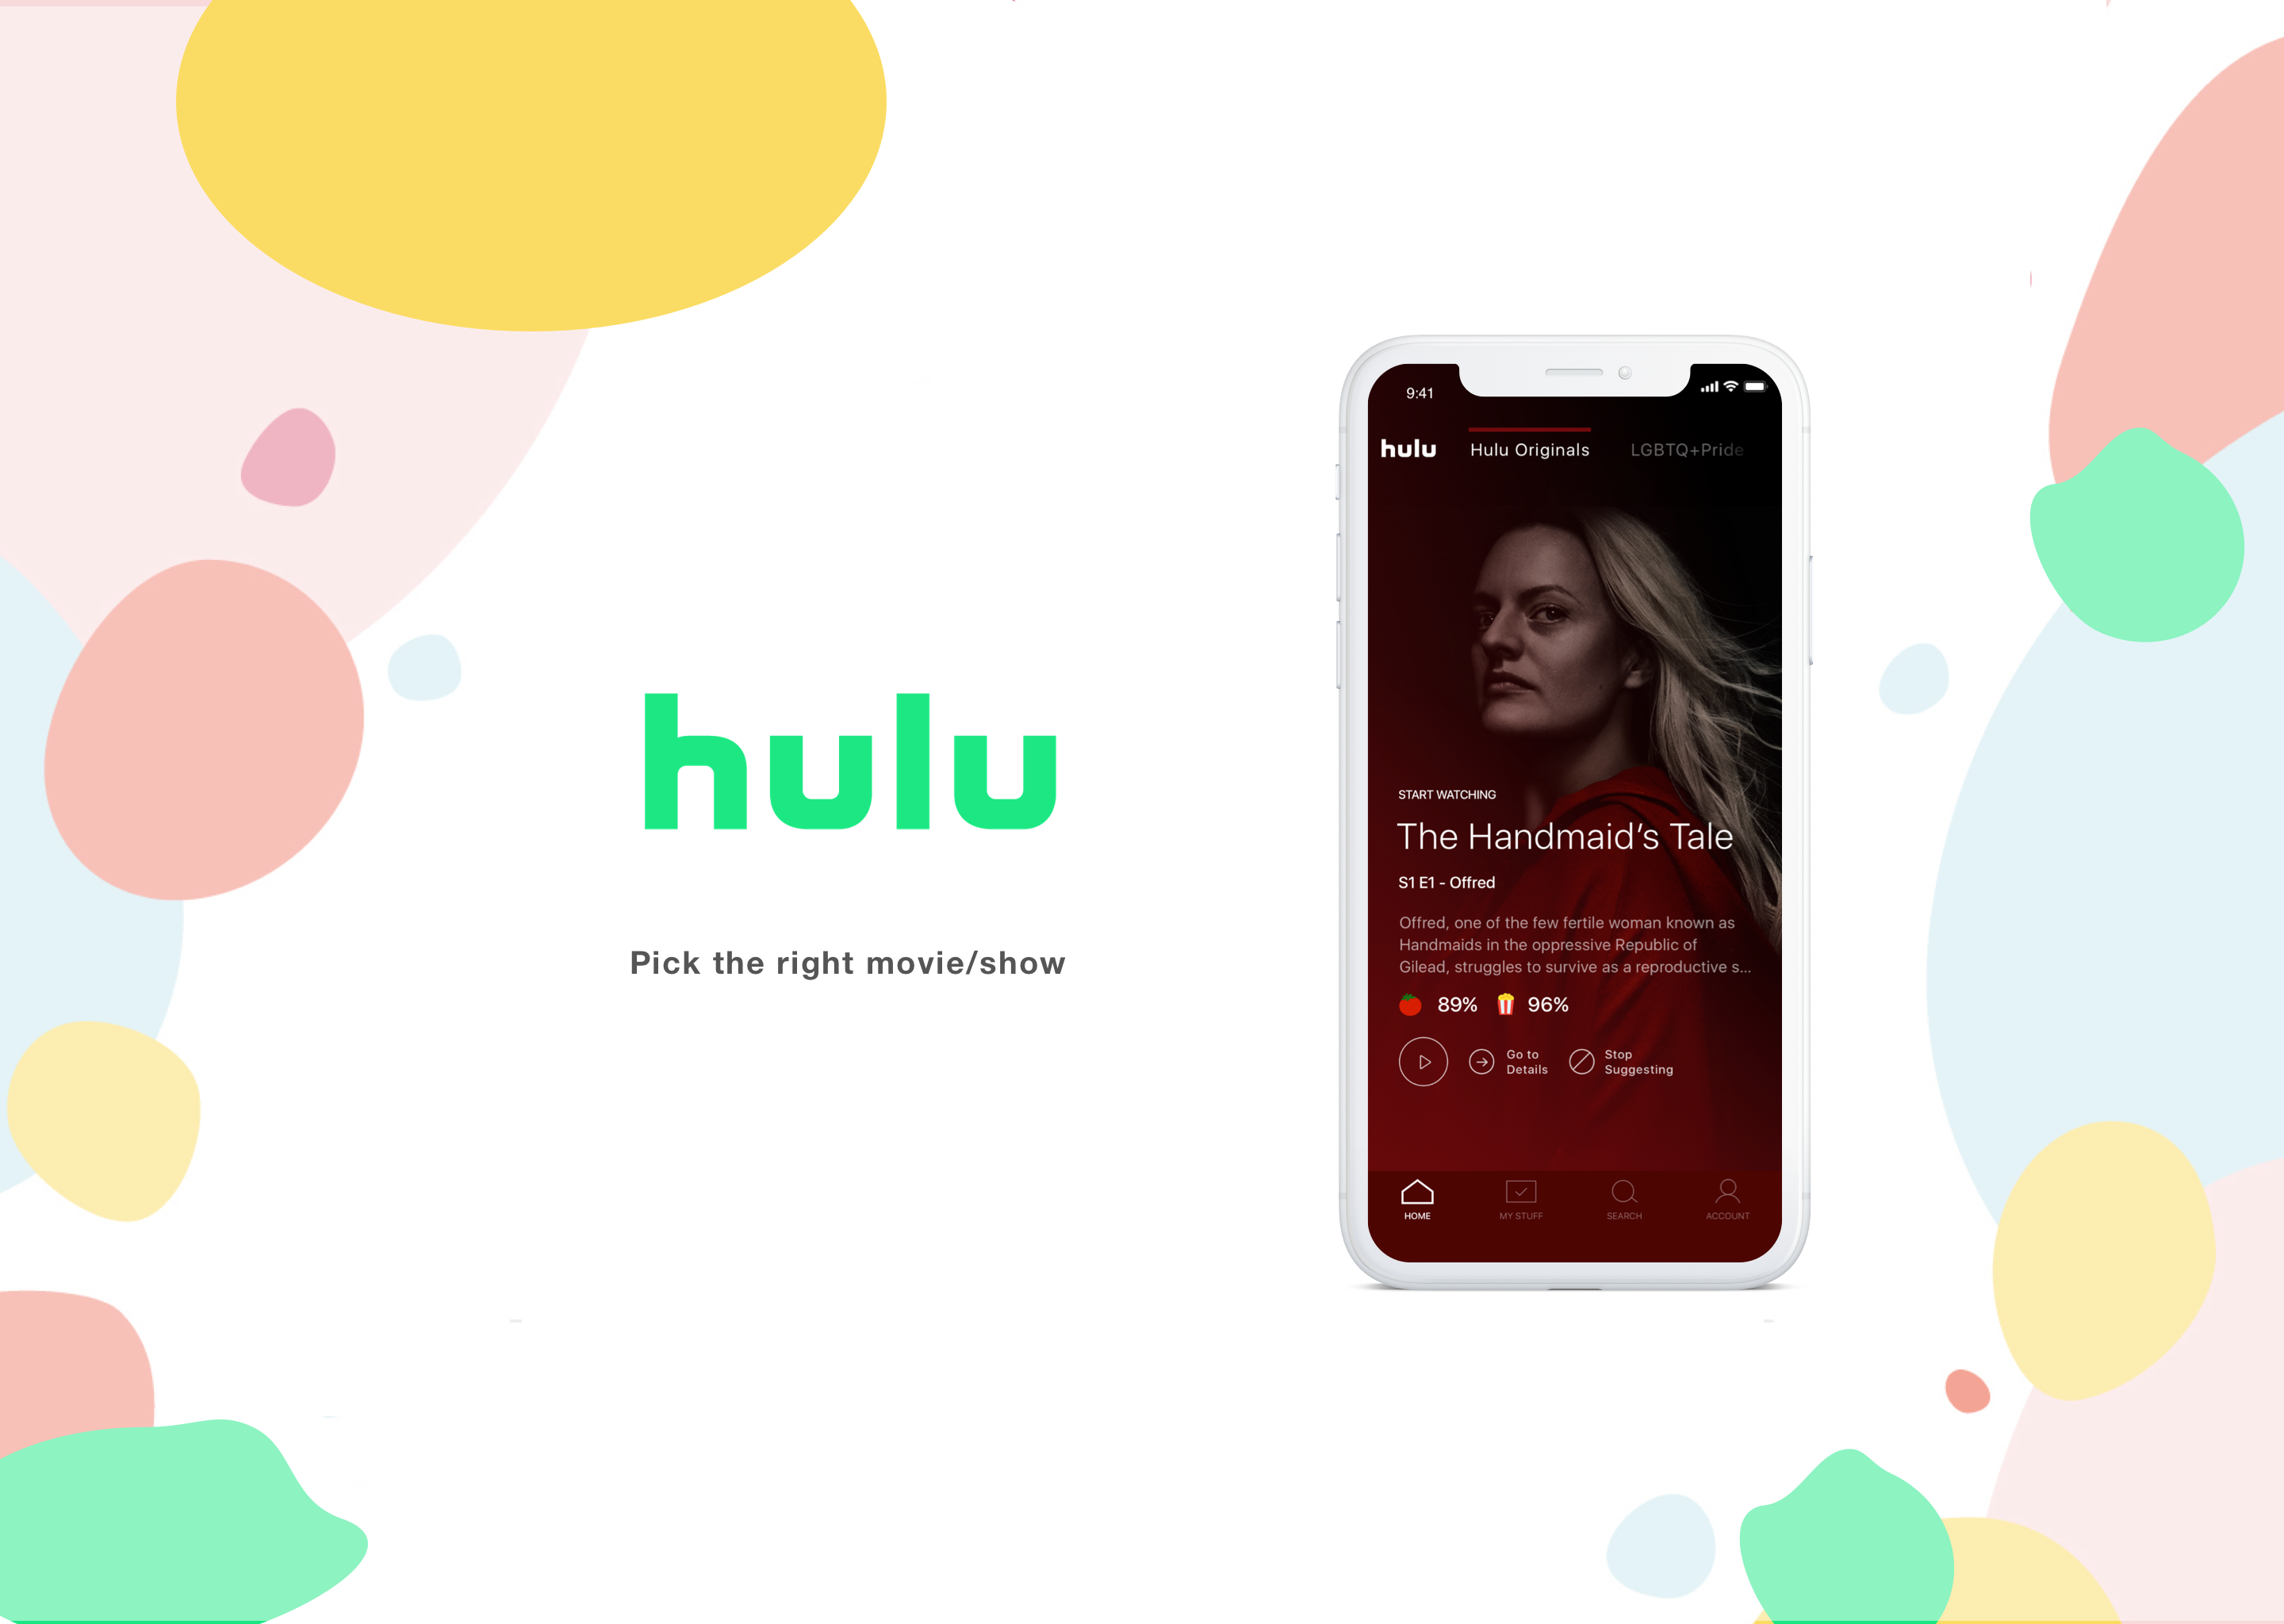 hulu
Pick the right movie/show
9:41
hulu Hulu Originals LGBTQ+Pride
START WATCHING
The Handmaid's Tale
S1 E1 - Offred
Offred, one of the few fertile woman known as
Handmaids in the oppressive Republic of
Gilead, struggles to survive as a reproductive s...
89% 96%
Go to
Details
Stop
Suggesting
HOME MY STUFF SEARCH ACCOUNT